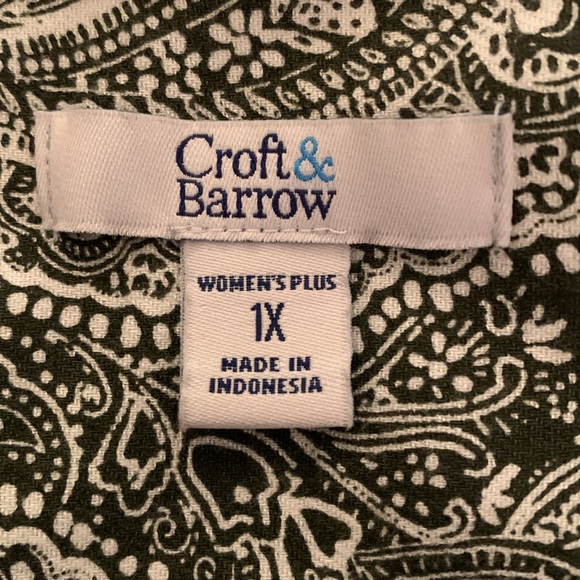 Croft&
Barrow
WOMEN'S PLUS
1X
MADE IN
INDONESIA